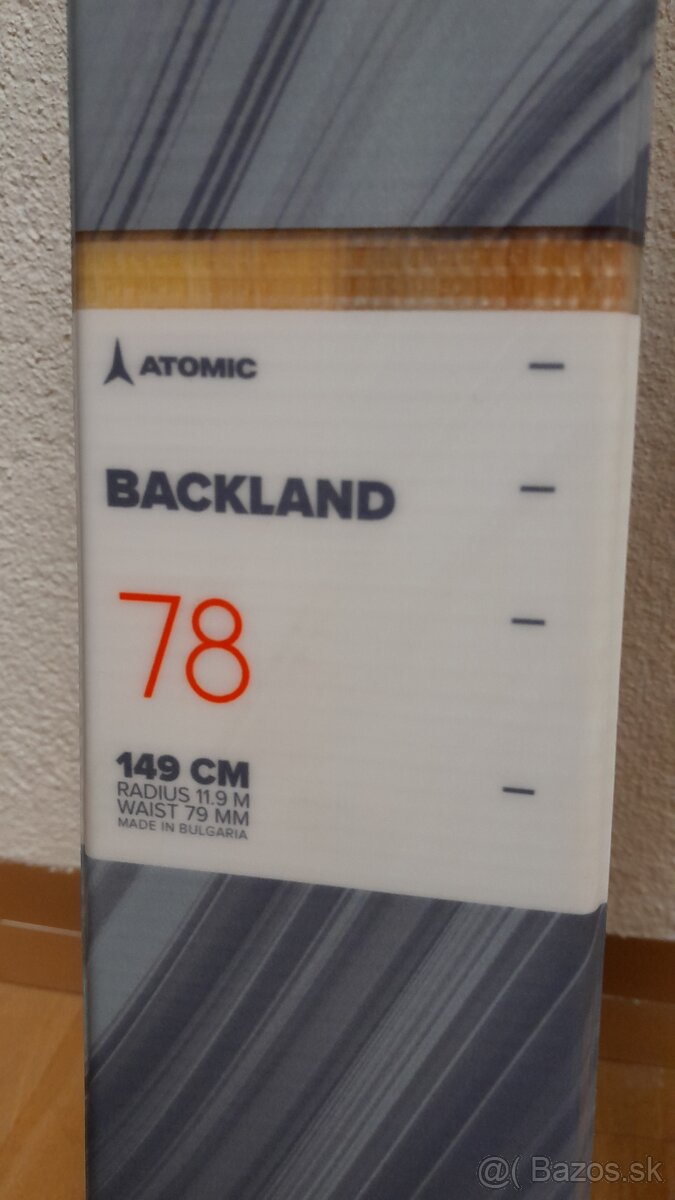 ATOMIC
BACKLAND
78
149 CM
RADIUS 11.9 M
WAIST 79 MM
MADE IN BULGARIA
@( Bazos.sk